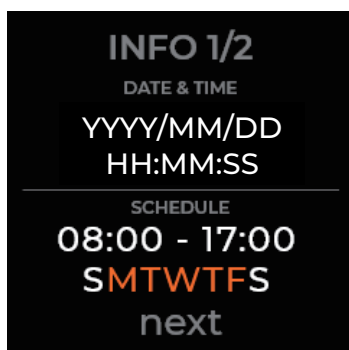 INFO 1/2
DATE & TIME
YYYY/MM/DD
HH:MM:SS
SCHEDULE
08:00 - 17:00
SMTWTFS
next